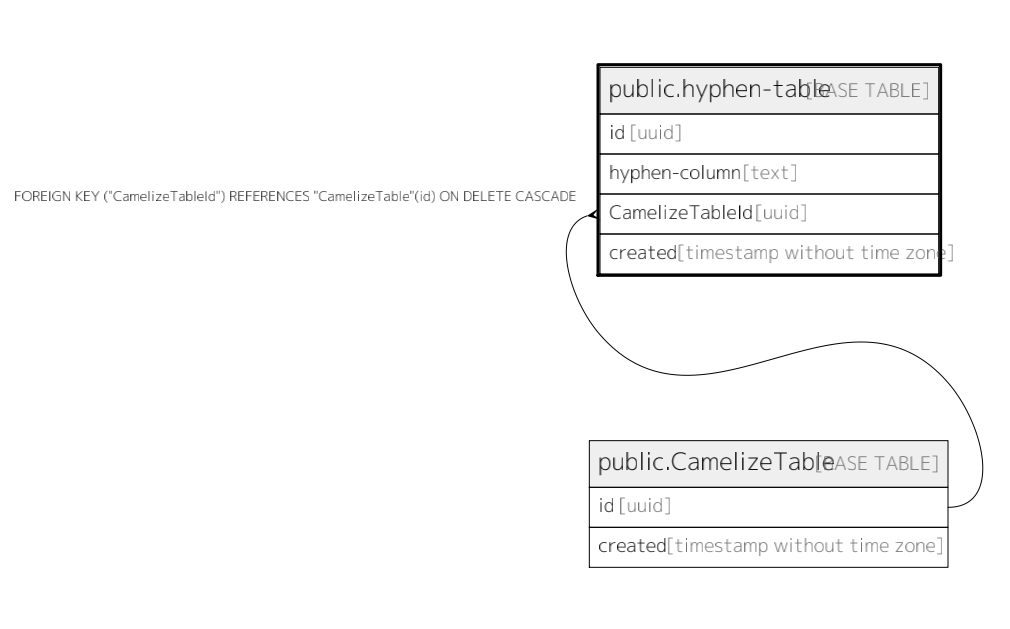 public.hyphen-table [BASE TABLE]
id [uuid]
hyphen-column [text]
FOREIGN KEY ("CamelizeTableId") REFERENCES "CamelizeTable"(id) ON DELETE CASCADE
CamelizeTableId [uuid]
created [timestamp without time zone]
public.CamelizeTable [BASE TABLE]
id [uuid]
created [timestamp without time zone]